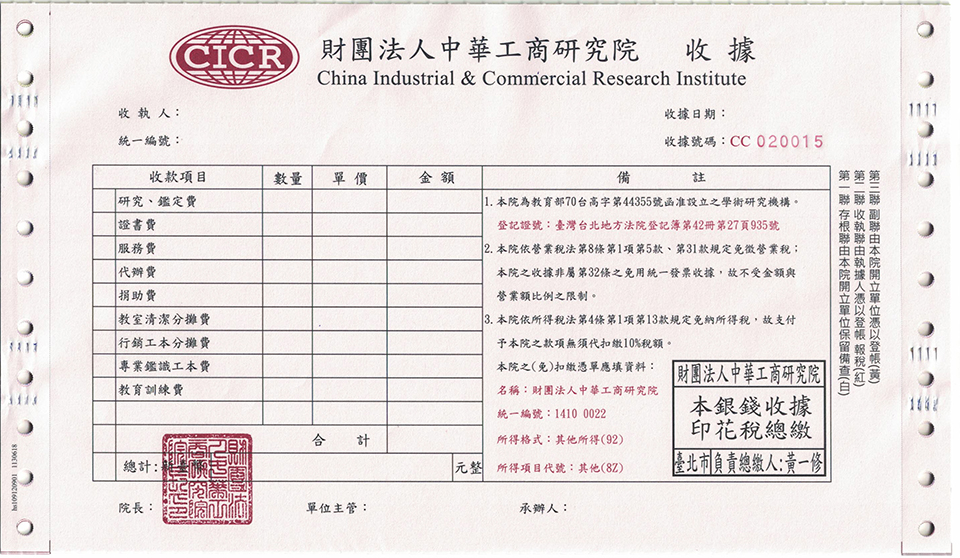 CICR
財團法人中華工商研究院 收據
China Industrial & Commercial Research Institute
收執人：
收據日期：
統一編號：
收據號碼：CC 020015
收款項目 數量 單價 金額 備註
研究、鑑定費
證書費
服務費
代辦費
捐助費
教室清潔分攤費
行銷工本分攤費
專業鑑識工本費
教育訓練費
合計
總計：新臺幣 元整
1. 本院為教育部70台高字第44355號函准設立之學術研究機構。
登記證號：臺灣台北地方法院登記簿第42冊第27頁935號
2. 本院依營業稅法第8條第1項第5款、第31款規定免徵營業稅；
本院之收據非屬第32條之免用統一發票收據，故不受金額與
營業額比例之限制。
3. 本院依所得稅法第4條第1項第13款規定免納所得稅，故支付
予本院之款項無須代扣繳10%稅額。
本院之(免)扣繳憑單應填資料：
名稱：財團法人中華工商研究院
統一編號：1410 0022
所得格式：其他所得(92)
所得項目代號：其他(8Z)
財團法人中華工商研究院
本銀錢收據
印花稅總繳
臺北市負責總繳人:黃一修
院長：
單位主管：
承辦人：
第三聯 副聯由本院開立單位憑以登帳(黃)
第二聯 收執聯由執據人憑以登帳 報稅(紅)
第一聯 存根聯由本院開立單位保留備查(白)
hn109120901 1130618